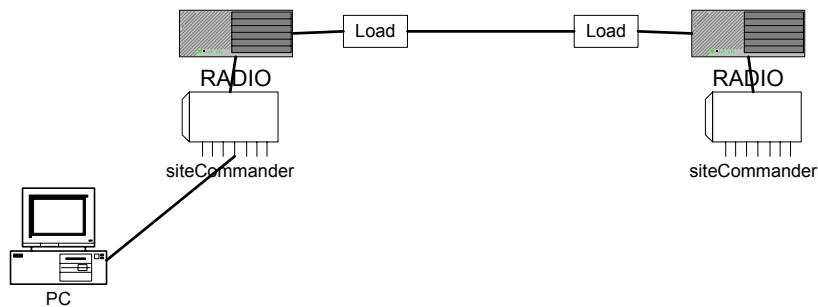 Load
Load
RADIO
RADIO
siteCommander
siteCommander
PC